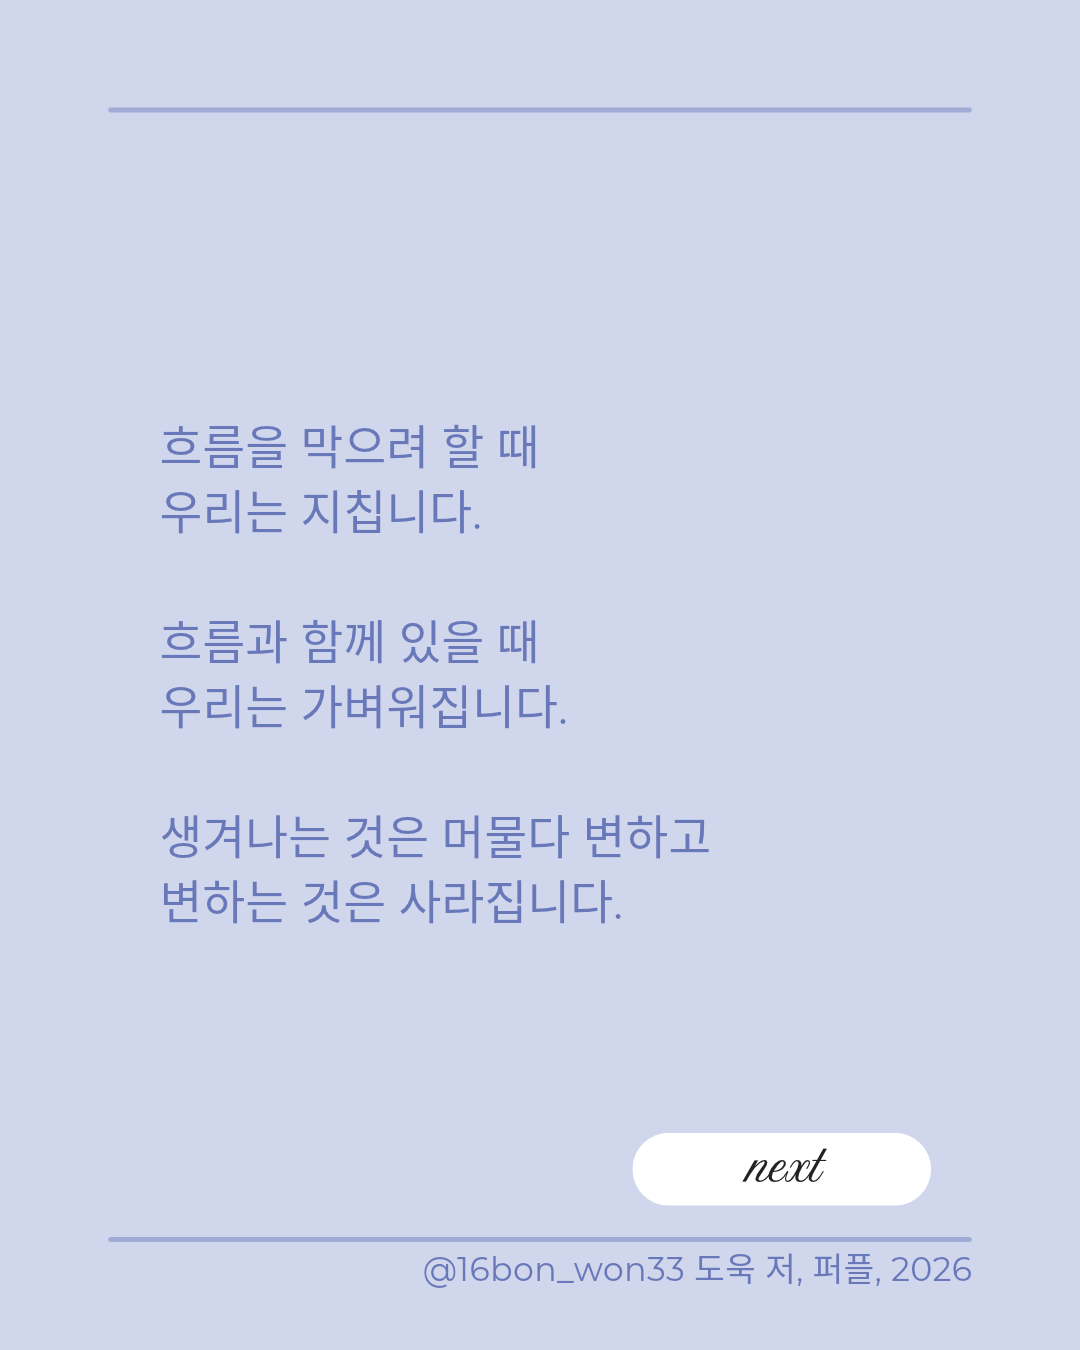 흐름을 막으려 할 때
우리는 지칩니다.
흐름과 함께 있을 때
우리는 가벼워집니다.
생겨나는 것은 머물다 변하고
변하는 것은 사라집니다.
next
@16bon_won33 도욱 저, 퍼플, 2026